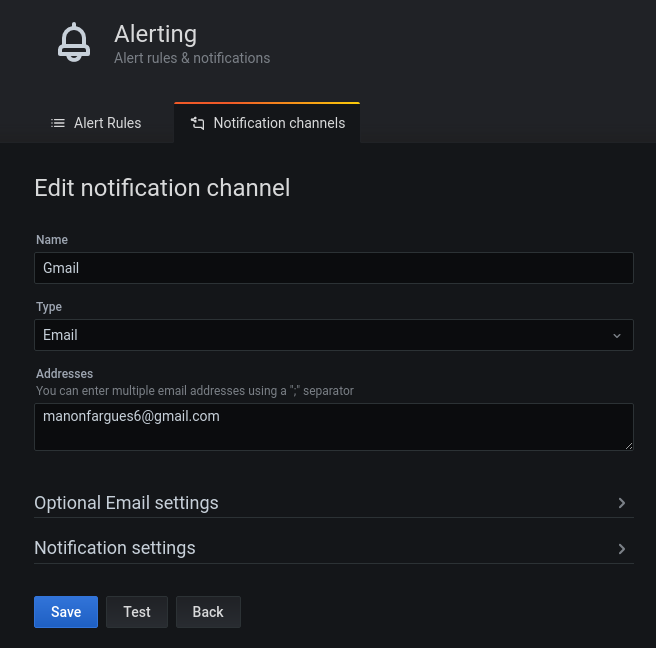 Alerting
Alert rules & notifications
Alert Rules
Notification channels
Edit notification channel
Name
Gmail
Type
Email
Addresses
You can enter multiple email addresses using a ";" separator
manonfargues6@gmail.com
Optional Email settings
Notification settings
Save
Test
Back